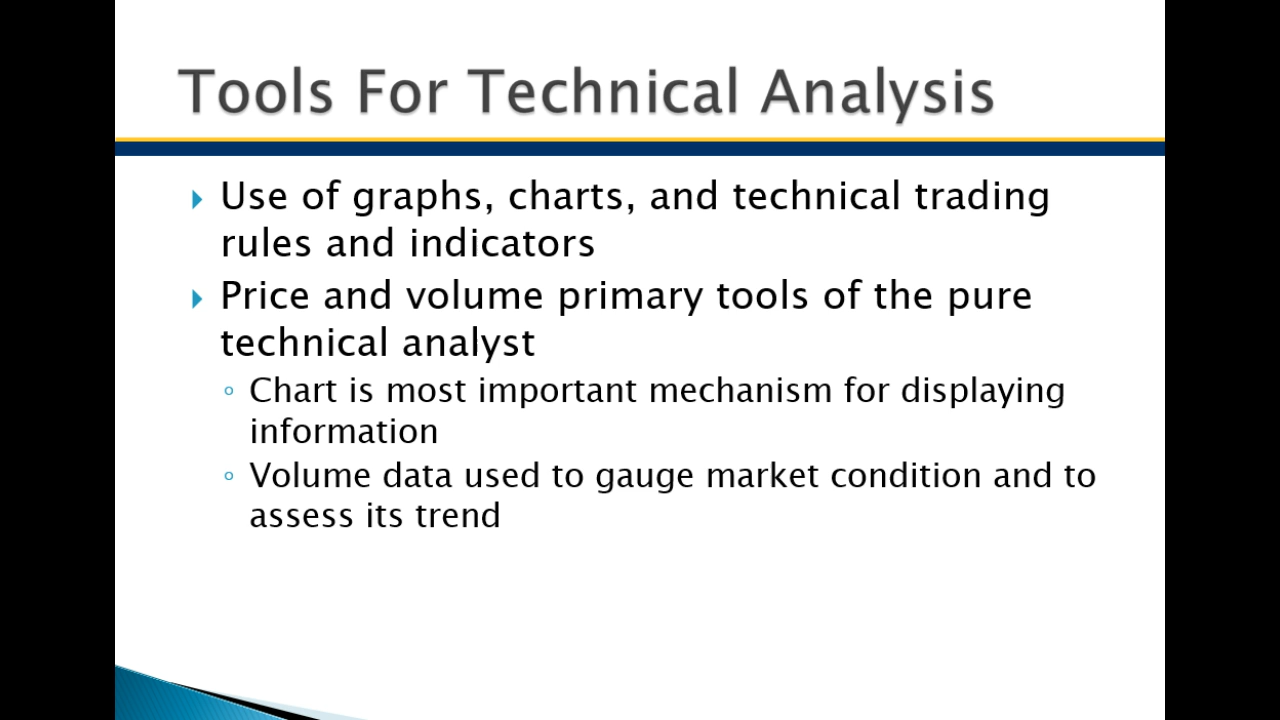 Tools For Technical Analysis
Use of graphs, charts, and technical trading
rules and indicators
Price and volume primary tools of the pure
technical analyst
Chart is most important mechanism for displaying
information
Volume data used to gauge market condition and to
assess its trend